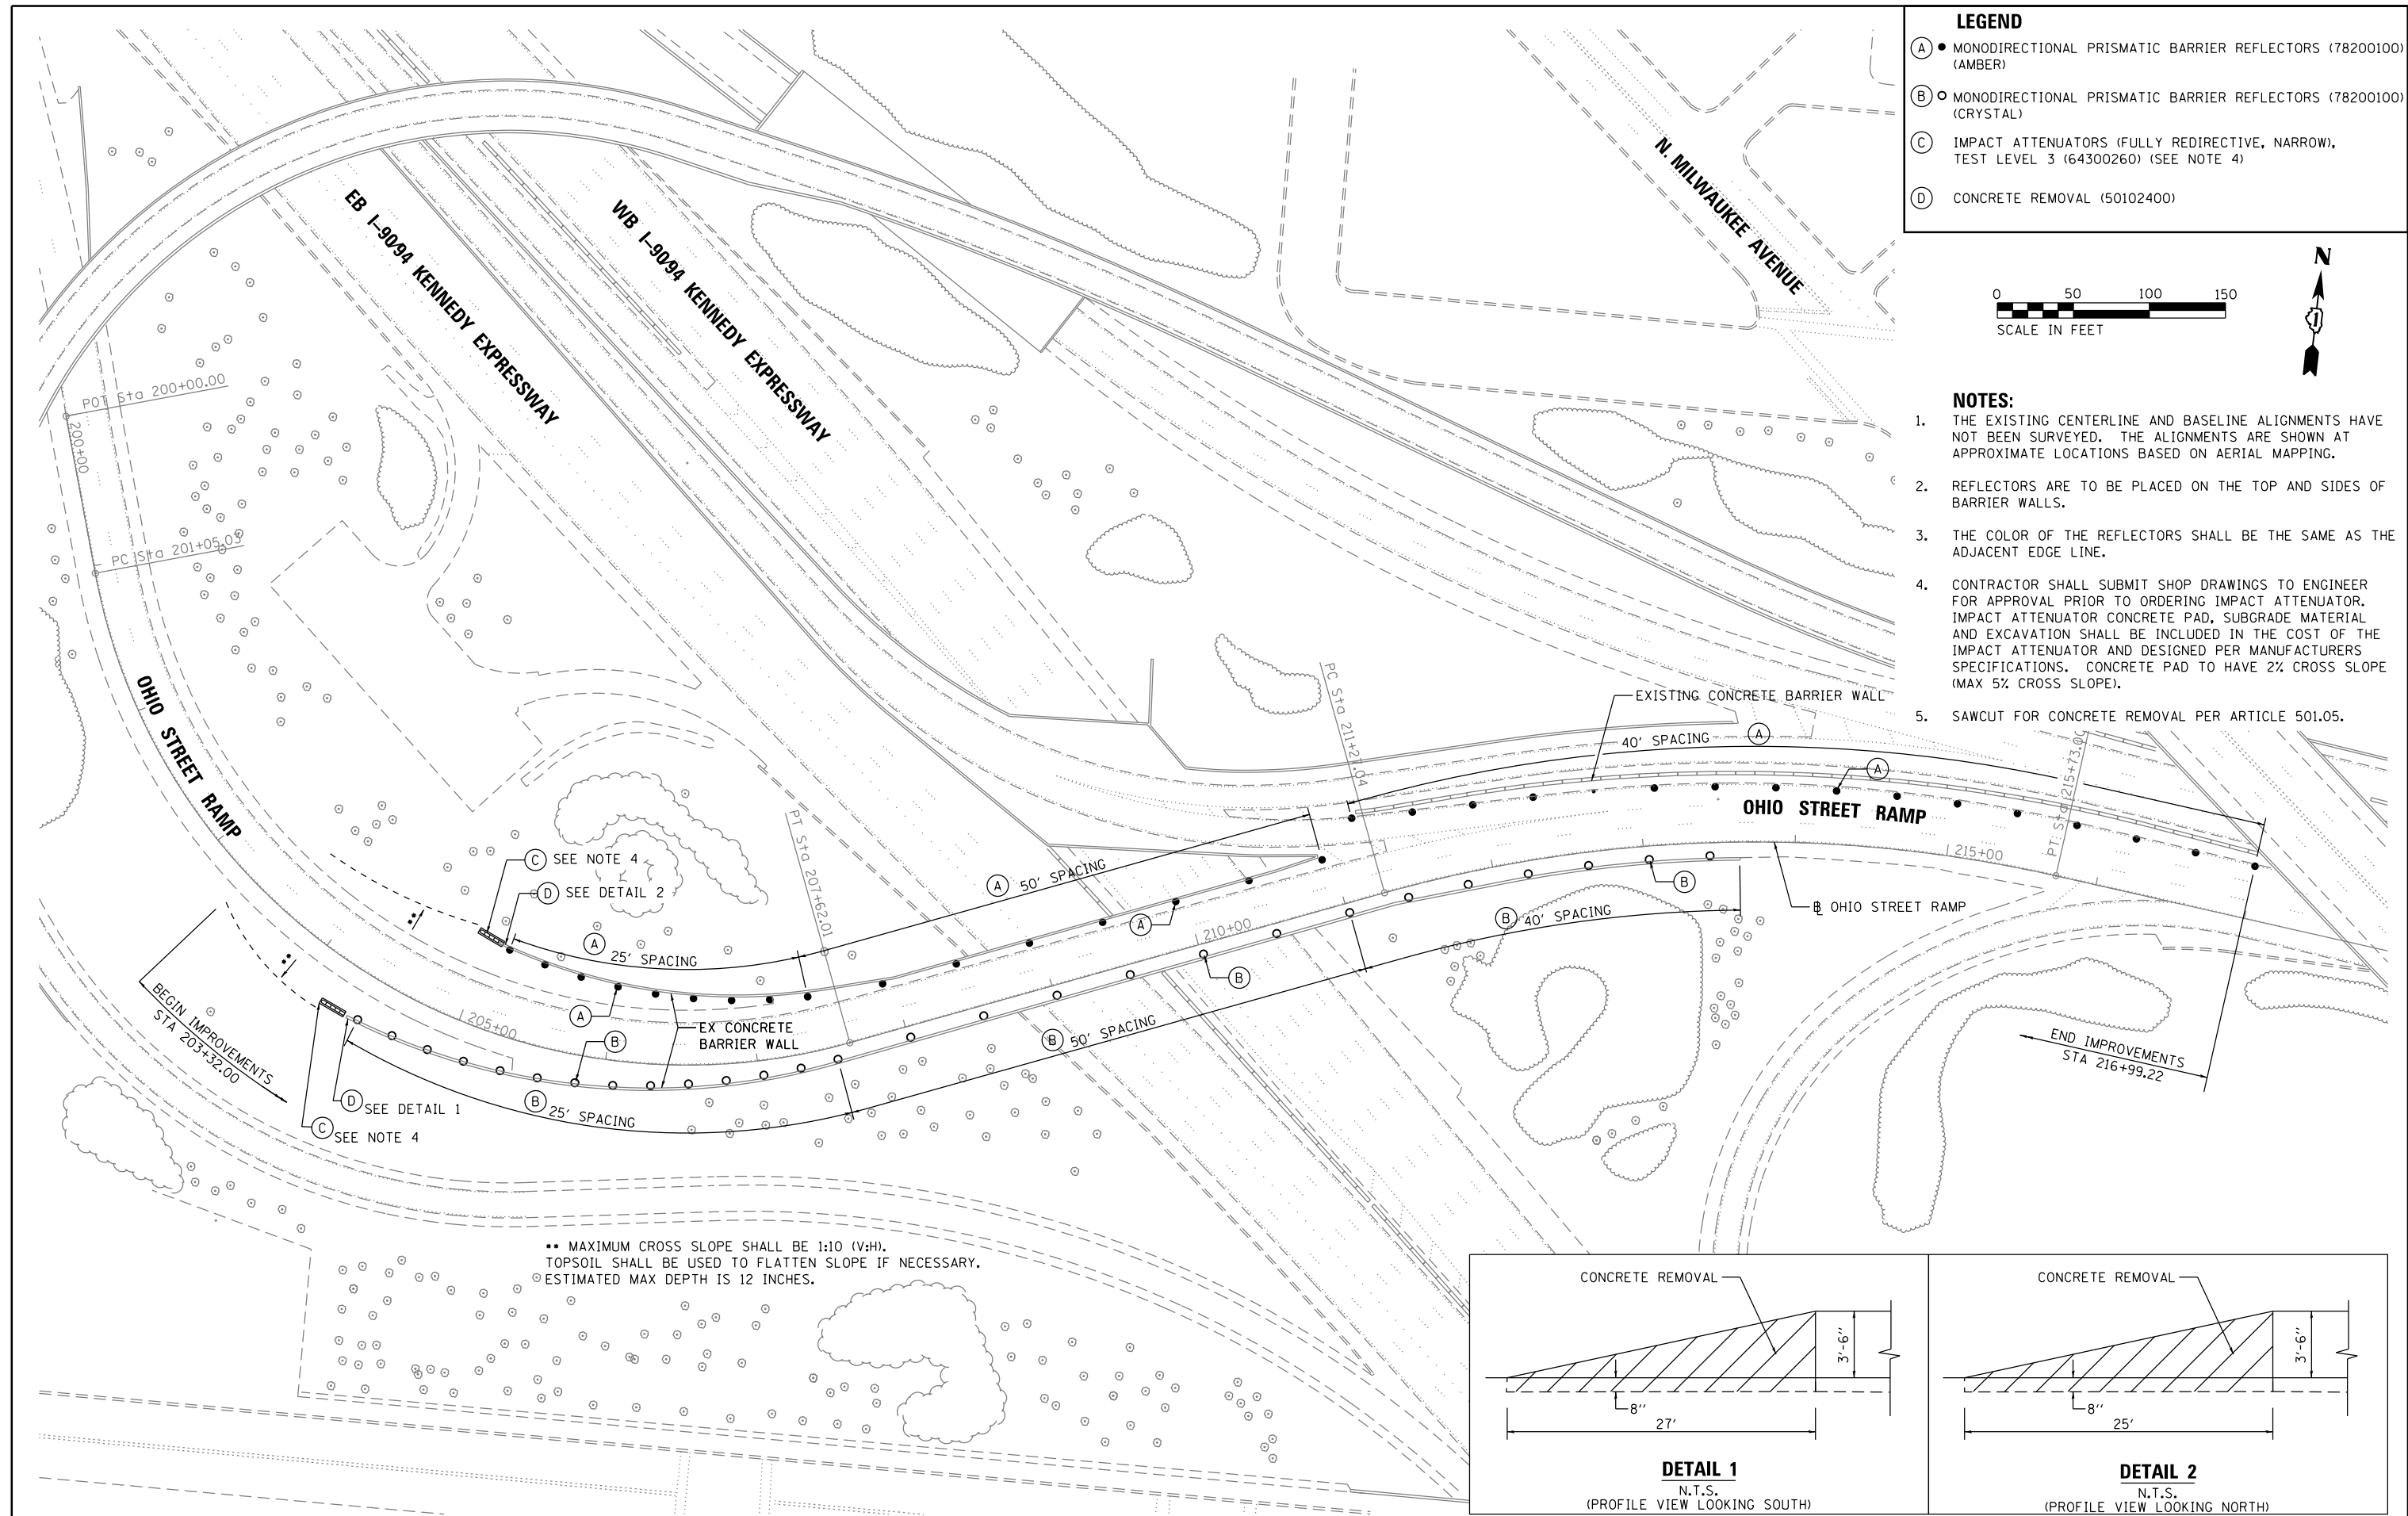 LEGEND
A MONODIRECTIONAL PRISMATIC BARRIER REFLECTORS (78200100)
(AMBER)
B MONODIRECTIONAL PRISMATIC BARRIER REFLECTORS (78200100)
(CRYSTAL)
C IMPACT ATTENUATORS (FULLY REDIRECTIVE, NARROW),
TEST LEVEL 3 (64300260) (SEE NOTE 4)
D CONCRETE REMOVAL (50102400)
N
0 50 100 150
SCALE IN FEET
NOTES:
1. THE EXISTING CENTERLINE AND BASELINE ALIGNMENTS HAVE
NOT BEEN SURVEYED. THE ALIGNMENTS ARE SHOWN AT
APPROXIMATE LOCATIONS BASED ON AERIAL MAPPING.
2. REFLECTORS ARE TO BE PLACED ON THE TOP AND SIDES OF
BARRIER WALLS.
3. THE COLOR OF THE REFLECTORS SHALL BE THE SAME AS THE
ADJACENT EDGE LINE.
4. CONTRACTOR SHALL SUBMIT SHOP DRAWINGS TO ENGINEER
FOR APPROVAL PRIOR TO ORDERING IMPACT ATTENUATOR.
IMPACT ATTENUATOR CONCRETE PAD, SUBGRADE MATERIAL
AND EXCAVATION SHALL BE INCLUDED IN THE COST OF THE
IMPACT ATTENUATOR AND DESIGNED PER MANUFACTURERS
SPECIFICATIONS. CONCRETE PAD TO HAVE 2% CROSS SLOPE
(MAX 5% CROSS SLOPE).
5. SAWCUT FOR CONCRETE REMOVAL PER ARTICLE 501.05.
N. MILWAUKEE AVENUE
EB I-90/94 KENNEDY EXPRESSWAY
WB I-90/94 KENNEDY EXPRESSWAY
POT Sta 200+00.00
200+00
PC Sta 201+05.03
OHIO STREET RAMP
C SEE NOTE 4
D SEE DETAIL 2
**
**
A 25' SPACING
PT Sta 207+62.01
A 50' SPACING
A
PC Sta 211+27.04
EXISTING CONCRETE BARRIER WALL
40' SPACING A
A
OHIO STREET RAMP
215+00
PT Sta 215+73.00
B
℄ OHIO STREET RAMP
B 40' SPACING
210+00
B
B 50' SPACING
A
EX CONCRETE
BARRIER WALL
205+00
B
B 25' SPACING
BEGIN IMPROVEMENTS
STA 203+32.00
D SEE DETAIL 1
C SEE NOTE 4
END IMPROVEMENTS
STA 216+99.22
** MAXIMUM CROSS SLOPE SHALL BE 1:10 (V:H).
TOPSOIL SHALL BE USED TO FLATTEN SLOPE IF NECESSARY.
ESTIMATED MAX DEPTH IS 12 INCHES.
CONCRETE REMOVAL
3'-6"
8"
27'
DETAIL 1
N.T.S.
(PROFILE VIEW LOOKING SOUTH)
CONCRETE REMOVAL
3'-6"
8"
25'
DETAIL 2
N.T.S.
(PROFILE VIEW LOOKING NORTH)